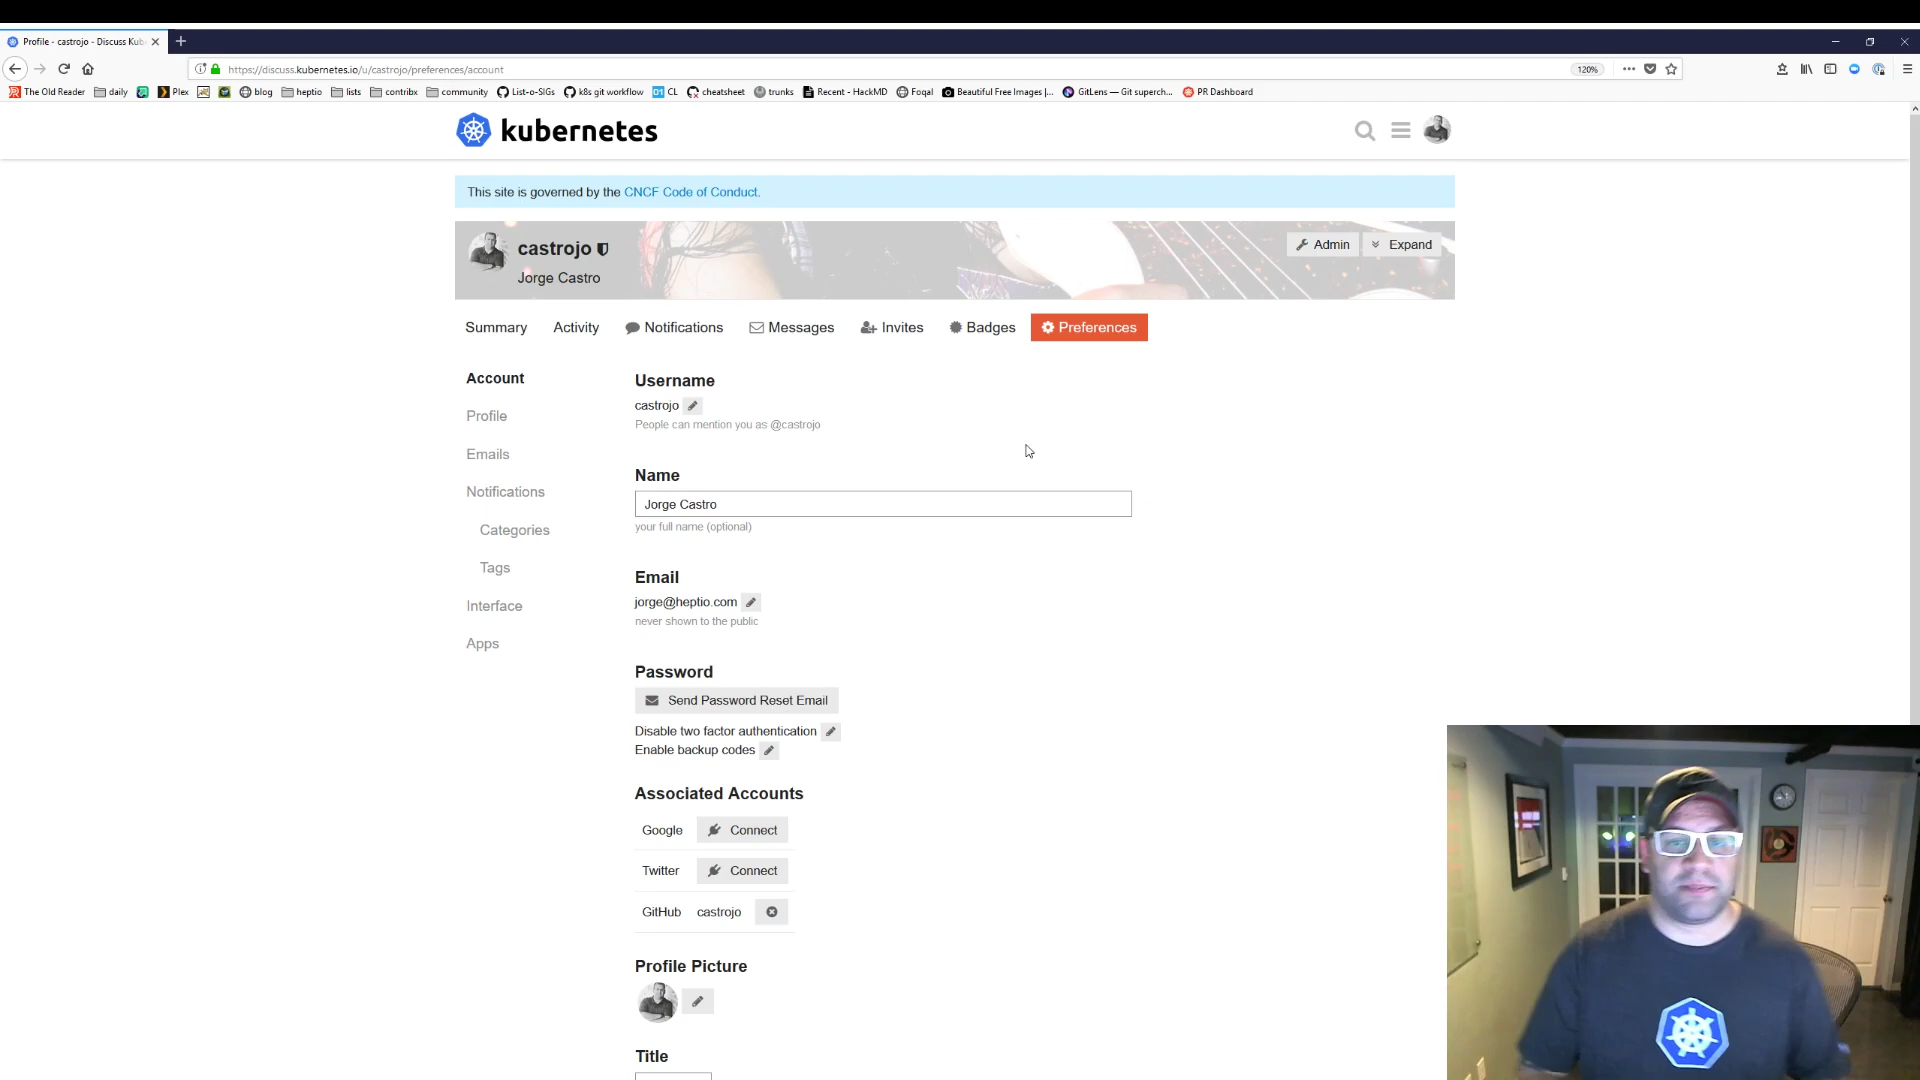 Profile - castrojo - Discuss Kub
https://discuss.kubernetes.io/u/castrojo/preferences/account
120%
The Old Reader daily Plex blog heptio lists contribx community List-o-SIGs k8s git workflow 01 CL cheatsheet trunks Recent - HackMD Foqal Beautiful Free Images |... GitLens — Git superch... PR Dashboard
kubernetes
This site is governed by the CNCF Code of Conduct.
castrojo
Jorge Castro
Admin
Expand
Summary Activity Notifications Messages Invites Badges Preferences
Account
Profile
Emails
Notifications
Categories
Tags
Interface
Apps
Username
castrojo
People can mention you as @castrojo
Name
Jorge Castro
your full name (optional)
Email
jorge@heptio.com
never shown to the public
Password
Send Password Reset Email
Disable two factor authentication
Enable backup codes
Associated Accounts
Google Connect
Twitter Connect
GitHub castrojo
Profile Picture
Title